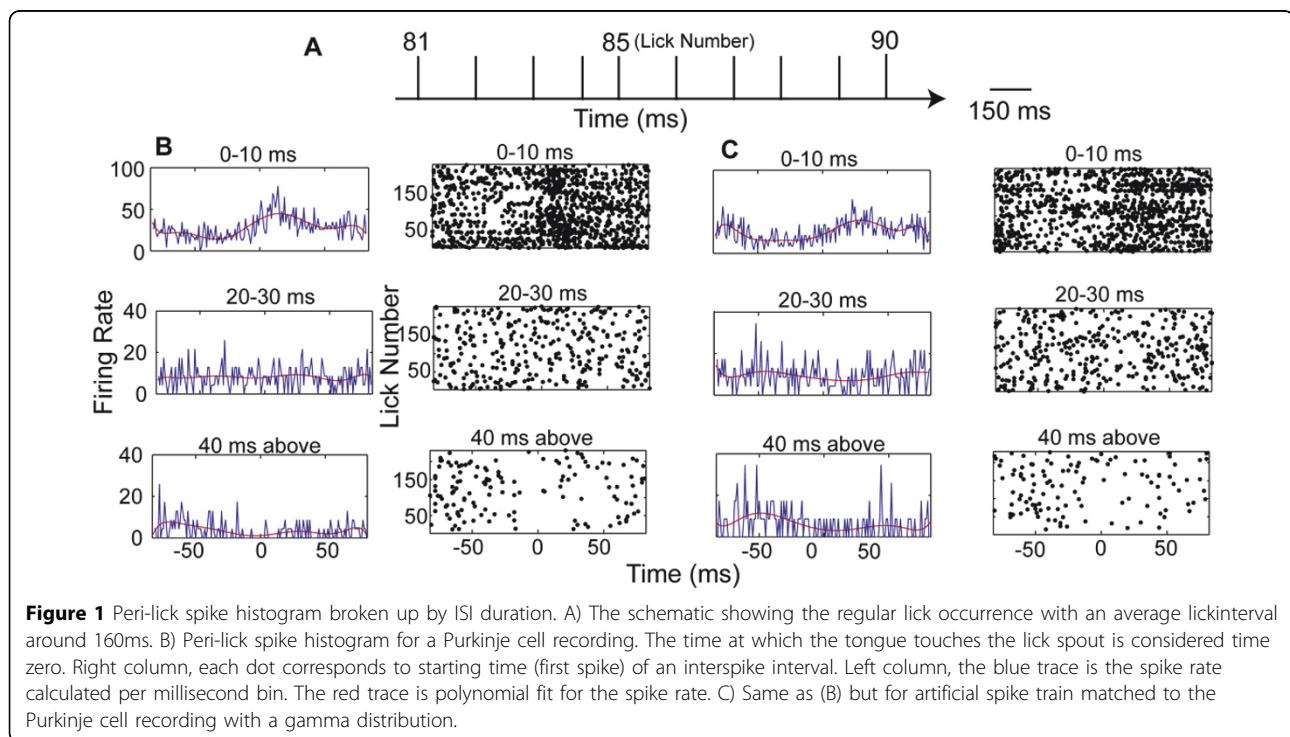 A
81 85 (Lick Number) 90
Time (ms)
150 ms
B
0-10 ms
0-10 ms
C
0-10 ms
0-10 ms
100
50
0
150
50
20-30 ms
20-30 ms
20-30 ms
20-30 ms
40
20
0
150
50
Firing Rate
Lick Number
40 ms above
40 ms above
40 ms above
40 ms above
40
20
0
150
50
-50 0 50
-50 0 50
-50 0 50
-50 0 50
Time (ms)
Figure 1 Peri-lick spike histogram broken up by ISI duration. A) The schematic showing the regular lick occurrence with an average lickinterval
around 160ms. B) Peri-lick spike histogram for a Purkinje cell recording. The time at which the tongue touches the lick spout is considered time
zero. Right column, each dot corresponds to starting time (first spike) of an interspike interval. Left column, the blue trace is the spike rate
calculated per millisecond bin. The red trace is polynomial fit for the spike rate. C) Same as (B) but for artificial spike train matched to the
Purkinje cell recording with a gamma distribution.